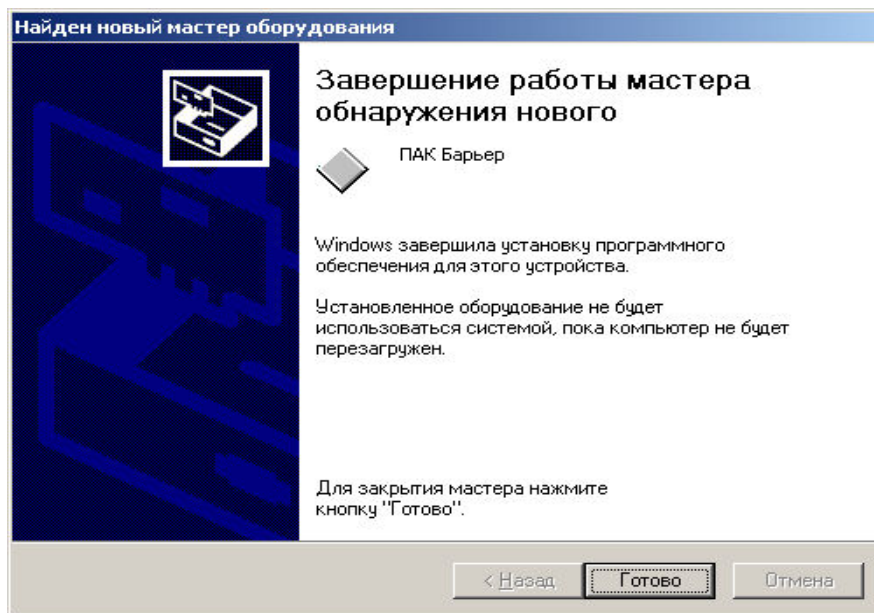 Найден новый мастер оборудования
Завершение работы мастера
обнаружения нового
ПАК Барьер
Windows завершила установку программного
обеспечения для этого устройства.
Установленное оборудование не будет
использоваться системой, пока компьютер не будет
перезагружен.
Для закрытия мастера нажмите
кнопку "Готово".
< Назад
Готово
Отмена